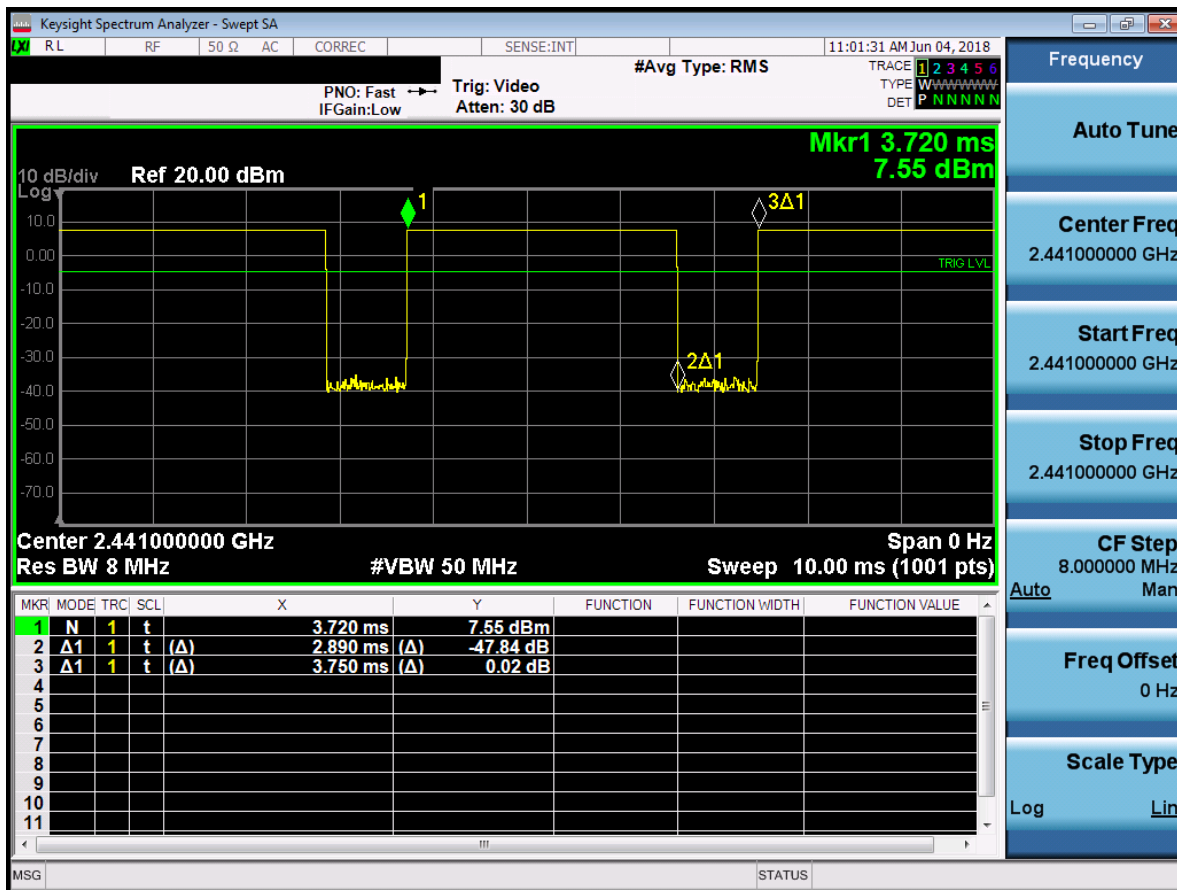 Keysight Spectrum Analyzer - Swept SA
LXI RL RF 50 Ω AC CORREC SENSE:INT 11:01:31 AM Jun 04, 2018
#Avg Type: RMS TRACE 1 2 3 4 5 6
PNO: Fast Trig: Video TYPE WWWWWWW
IFGain:Low Atten: 30 dB DET P N N N N N
Mkr1 3.720 ms
7.55 dBm
10 dB/div Ref 20.00 dBm
Log
1
3Δ1
10.0
0.00
TRIG LVL
-10.0
-20.0
-30.0
2Δ1
-40.0
-50.0
-60.0
-70.0
Center 2.441000000 GHz Span 0 Hz
Res BW 8 MHz #VBW 50 MHz Sweep 10.00 ms (1001 pts)
MKR MODE TRC SCL X Y FUNCTION FUNCTION WIDTH FUNCTION VALUE
1 N 1 t 3.720 ms 7.55 dBm
2 Δ1 1 t (Δ) 2.890 ms (Δ) -47.84 dB
3 Δ1 1 t (Δ) 3.750 ms (Δ) 0.02 dB
4
5
6
7
8
9
10
11
MSG STATUS
Frequency
Auto Tune
Center Freq
2.441000000 GHz
Start Freq
2.441000000 GHz
Stop Freq
2.441000000 GHz
CF Step
8.000000 MHz
Auto Man
Freq Offset
0 Hz
Scale Type
Log Lin